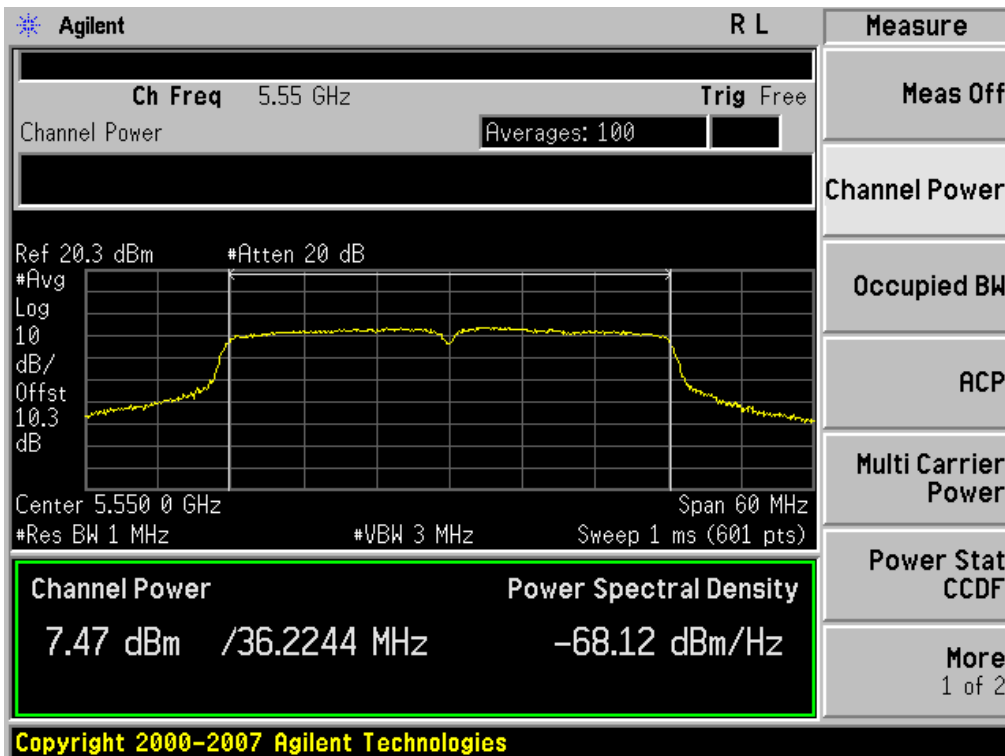 Agilent R L
Measure
Ch Freq 5.55 GHz Trig Free
Channel Power Averages: 100
Ref 20.3 dBm #Atten 20 dB
#Avg
Log
10
dB/
Offst
10.3
dB
Center 5.550 0 GHz Span 60 MHz
#Res BW 1 MHz #VBW 3 MHz Sweep 1 ms (601 pts)
Channel Power Power Spectral Density
7.47 dBm /36.2244 MHz -68.12 dBm/Hz
Meas Off
Channel Power
Occupied BW
ACP
Multi Carrier
Power
Power Stat
CCDF
More
1 of 2
Copyright 2000-2007 Agilent Technologies